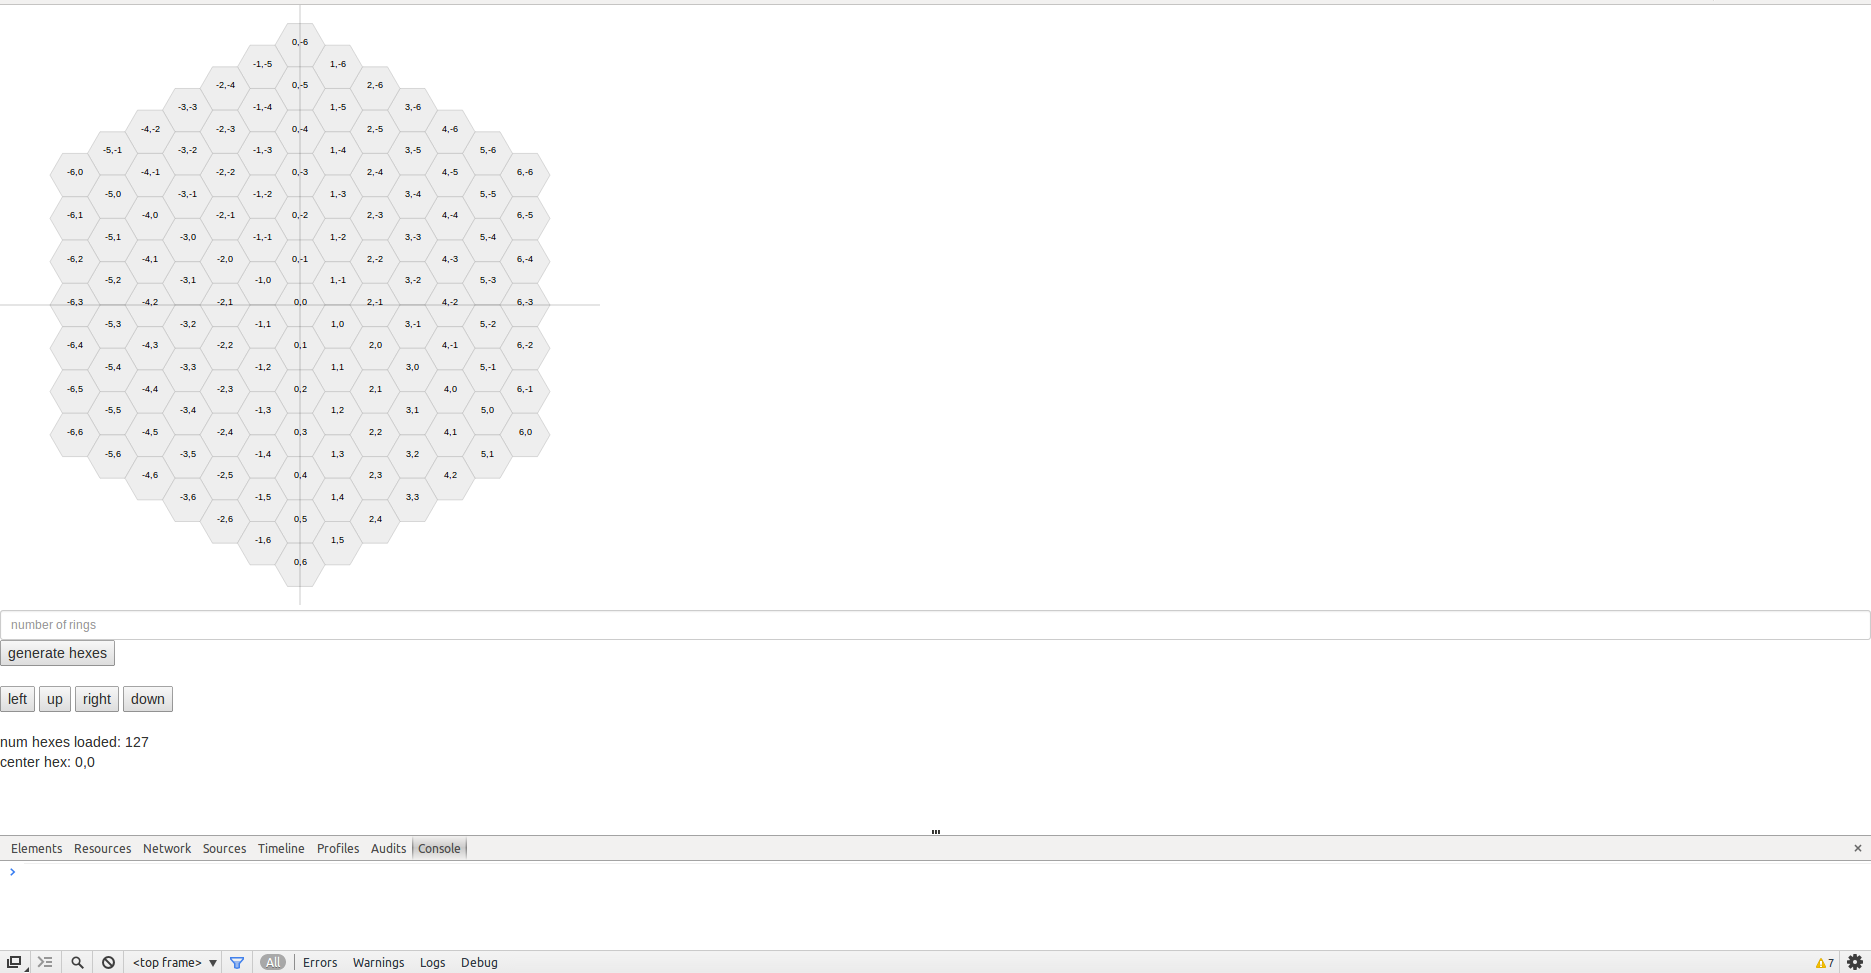 0,-6
-1,-5 1,-6
-2,-4 0,-5 2,-6
-3,-3 -1,-4 1,-5 3,-6
-4,-2 -2,-3 0,-4 2,-5 4,-6
-5,-1 -3,-2 -1,-3 1,-4 3,-5 5,-6
-6,0 -4,-1 -2,-2 0,-3 2,-4 4,-5 6,-6
-5,0 -3,-1 -1,-2 1,-3 3,-4 5,-5
-6,1 -4,0 -2,-1 0,-2 2,-3 4,-4 6,-5
-5,1 -3,0 -1,-1 1,-2 3,-3 5,-4
-6,2 -4,1 -2,0 0,-1 2,-2 4,-3 6,-4
-5,2 -3,1 -1,0 1,-1 3,-2 5,-3
-6,3 -4,2 -2,1 0,0 2,-1 4,-2 6,-3
-5,3 -3,2 -1,1 1,0 3,-1 5,-2
-6,4 -4,3 -2,2 0,1 2,0 4,-1 6,-2
-5,4 -3,3 -1,2 1,1 3,0 5,-1
-6,5 -4,4 -2,3 0,2 2,1 4,0 6,-1
-5,5 -3,4 -1,3 1,2 3,1 5,0
-6,6 -4,5 -2,4 0,3 2,2 4,1 6,0
-5,6 -3,5 -1,4 1,3 3,2 5,1
-4,6 -2,5 0,4 2,3 4,2
-3,6 -1,5 1,4 3,3
-2,6 0,5 2,4
-1,6 1,5
0,6
number of rings
generate hexes
left up right down
num hexes loaded: 127
center hex: 0,0
Elements Resources Network Sources Timeline Profiles Audits Console ×
>
<top frame> ▼ All Errors Warnings Logs Debug 7